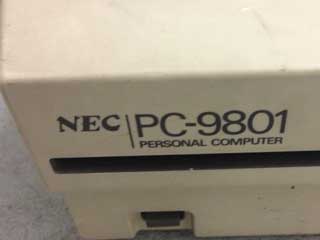 NEC | PC-9801
PERSONAL COMPUTER